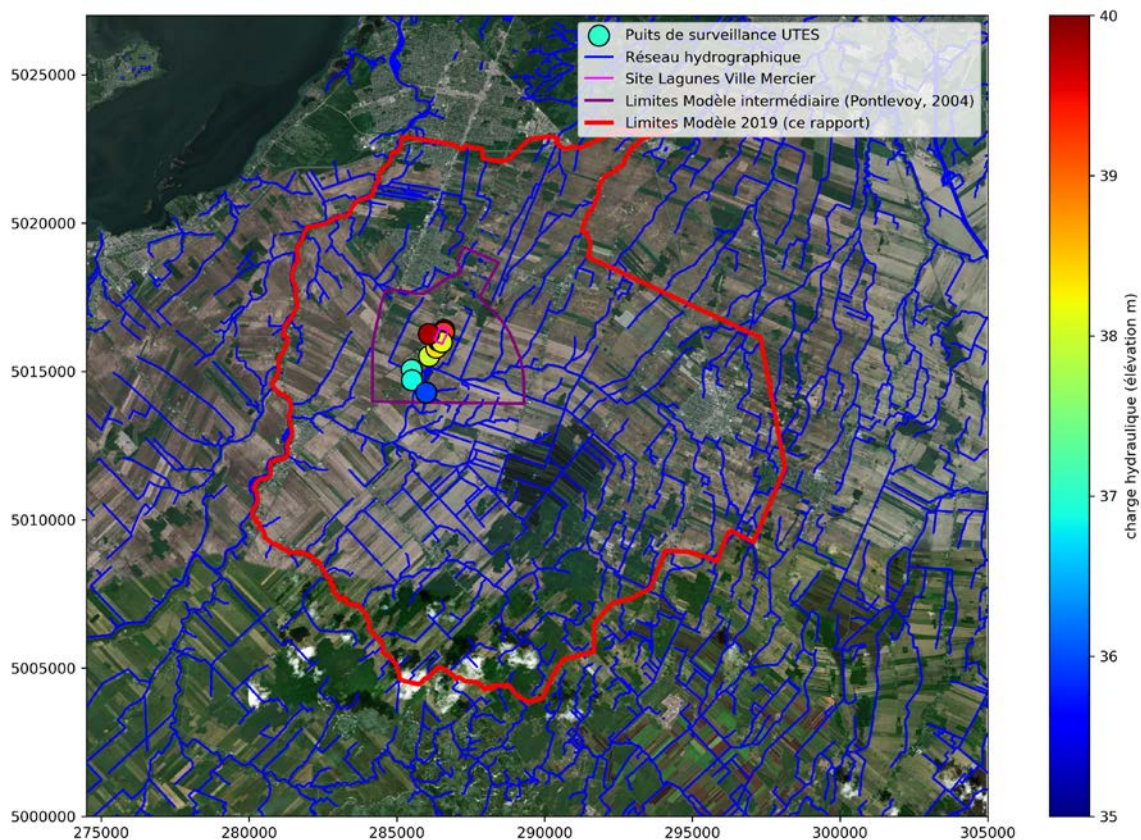 Puits de surveillance UTES
Réseau hydrographique
Site Lagunes Ville Mercier
Limites Modèle intermédiaire (Pontlevoy, 2004)
Limites Modèle 2019 (ce rapport)
5025000
5020000
5015000
5010000
5005000
5000000
275000 280000 285000 290000 295000 300000 305000
40
39
38
37
36
35
charge hydraulique (élévation m)